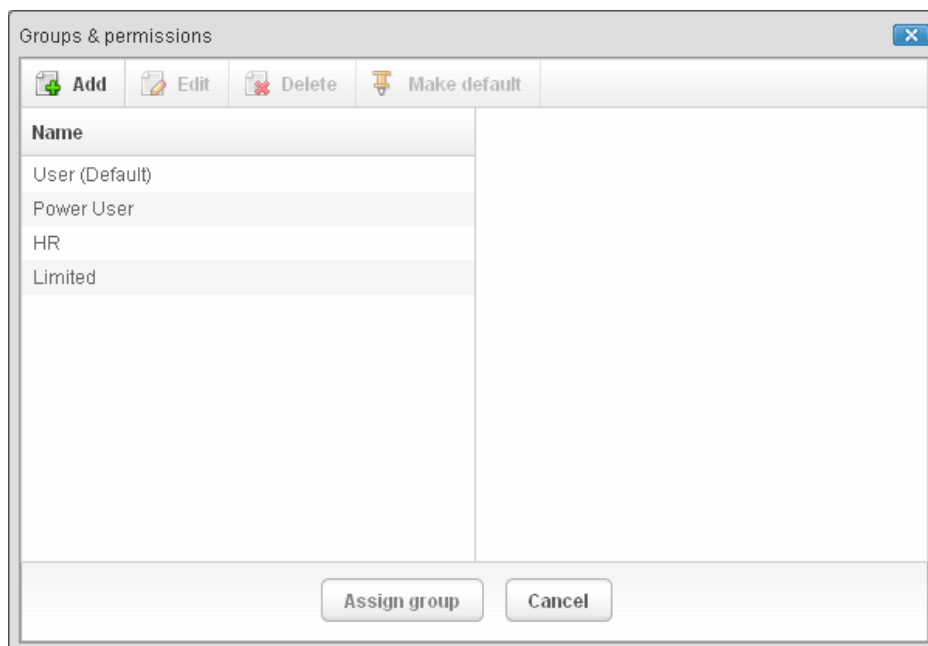 Groups & permissions
Add Edit Delete Make default
Name
User (Default)
Power User
HR
Limited
Assign group Cancel